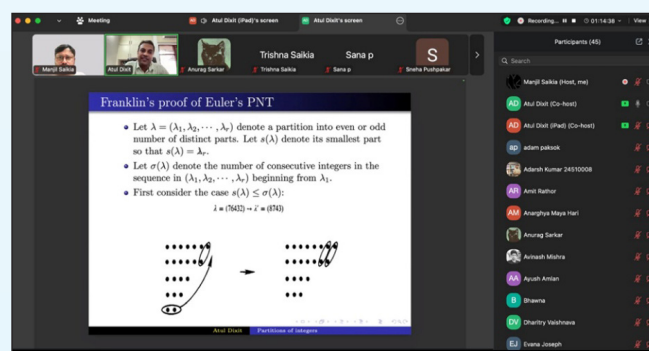 Meeting
Atul Dixit (iPad)'s screen
Atul Dixit's screen
Recording...
01:14:38
View
Manjil Saikia
Atul Dixit
Anurag Sarkar
Trishna Saikia
Trishna Saikia
Sana p
Sana p
S
Sneha Pushpakar
Franklin's proof of Euler's PNT
Let λ = (λ₁, λ₂, ⋯ , λᵣ) denote a partition into even or odd
number of distinct parts. Let s(λ) denote its smallest part
so that s(λ) = λᵣ.
Let σ(λ) denote the number of consecutive integers in the
sequence in (λ₁, λ₂, ⋯ , λᵣ) beginning from λ₁.
First consider the case s(λ) ≤ σ(λ):
Atul Dixit
Partitions of integers
Participants (45)
Search
Manjil Saikia (Host, me)
AD Atul Dixit (Co-host)
AD Atul Dixit (iPad) (Co-host)
ap adam paksok
Adarsh Kumar 24510008
AR Amit Rathor
AM Anarghya Maya Hari
Anurag Sarkar
Avinash Mishra
AA Ayush Amlan
B Bhawna
DV Dharitry Vaishnava
EJ Evana Joseph